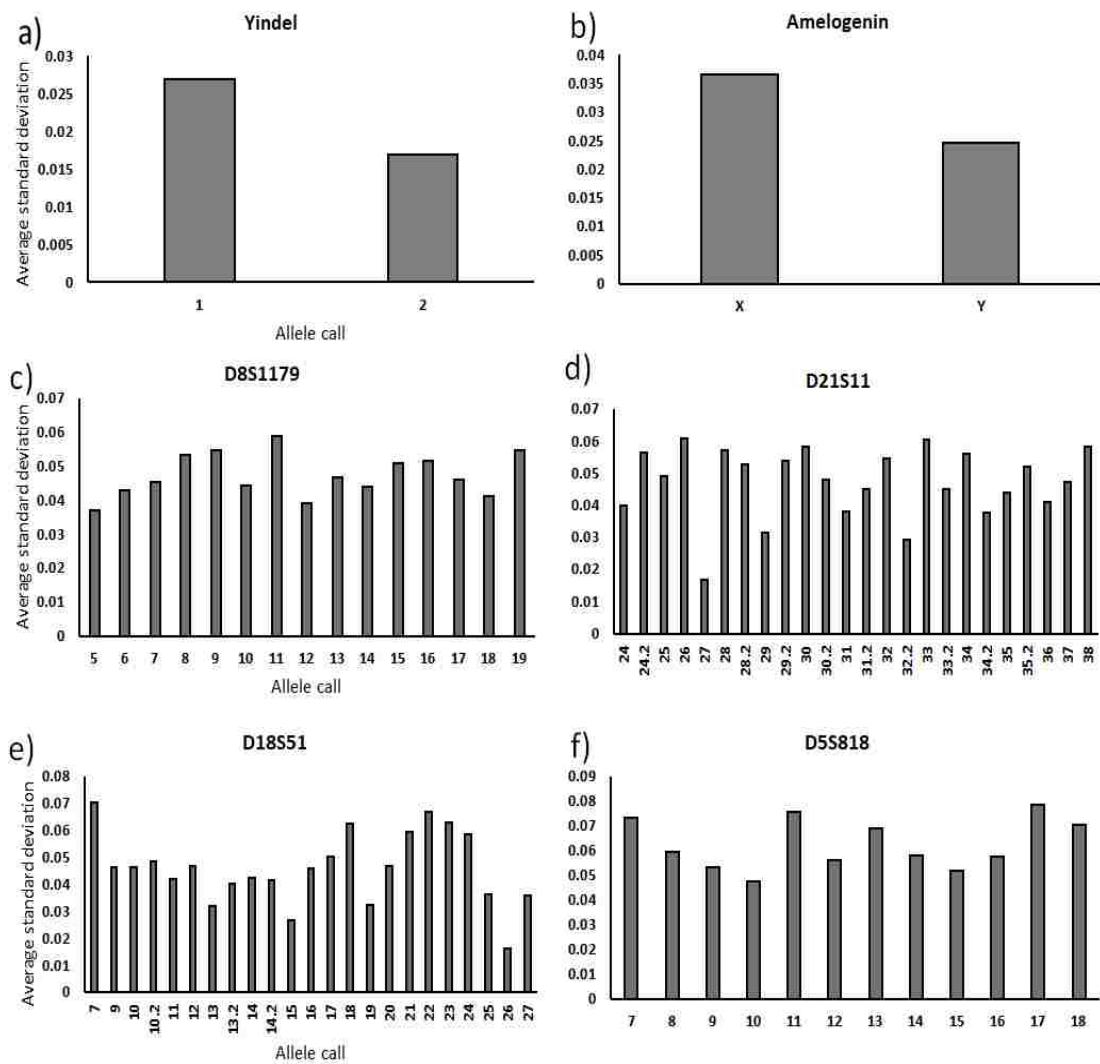 a)
Yindel
Average standard deviation
0.03
0.025
0.02
0.015
0.01
0.005
0
1 2
Allele call
b)
Amelogenin
0.04
0.035
0.03
0.025
0.02
0.015
0.01
0.005
0
X Y
c)
D8S1179
Average standard deviation
0.07
0.06
0.05
0.04
0.03
0.02
0.01
0
5 6 7 8 9 10 11 12 13 14 15 16 17 18 19
Allele call
d)
D21S11
0.07
0.06
0.05
0.04
0.03
0.02
0.01
0
24 24.2 25 26 27 28 28.2 29 29.2 30 30.2 31 31.2 32 32.2 33 33.2 34 34.2 35 35.2 36 37 38
e)
D18S51
Average standard deviation
0.08
0.07
0.06
0.05
0.04
0.03
0.02
0.01
0
7 9 10 10.2 11 12 13 13.2 14 14.2 15 16 17 18 19 20 21 22 23 24 25 26 27
Allele call
f)
D5S818
0.09
0.08
0.07
0.06
0.05
0.04
0.03
0.02
0.01
0
7 8 9 10 11 12 13 14 15 16 17 18